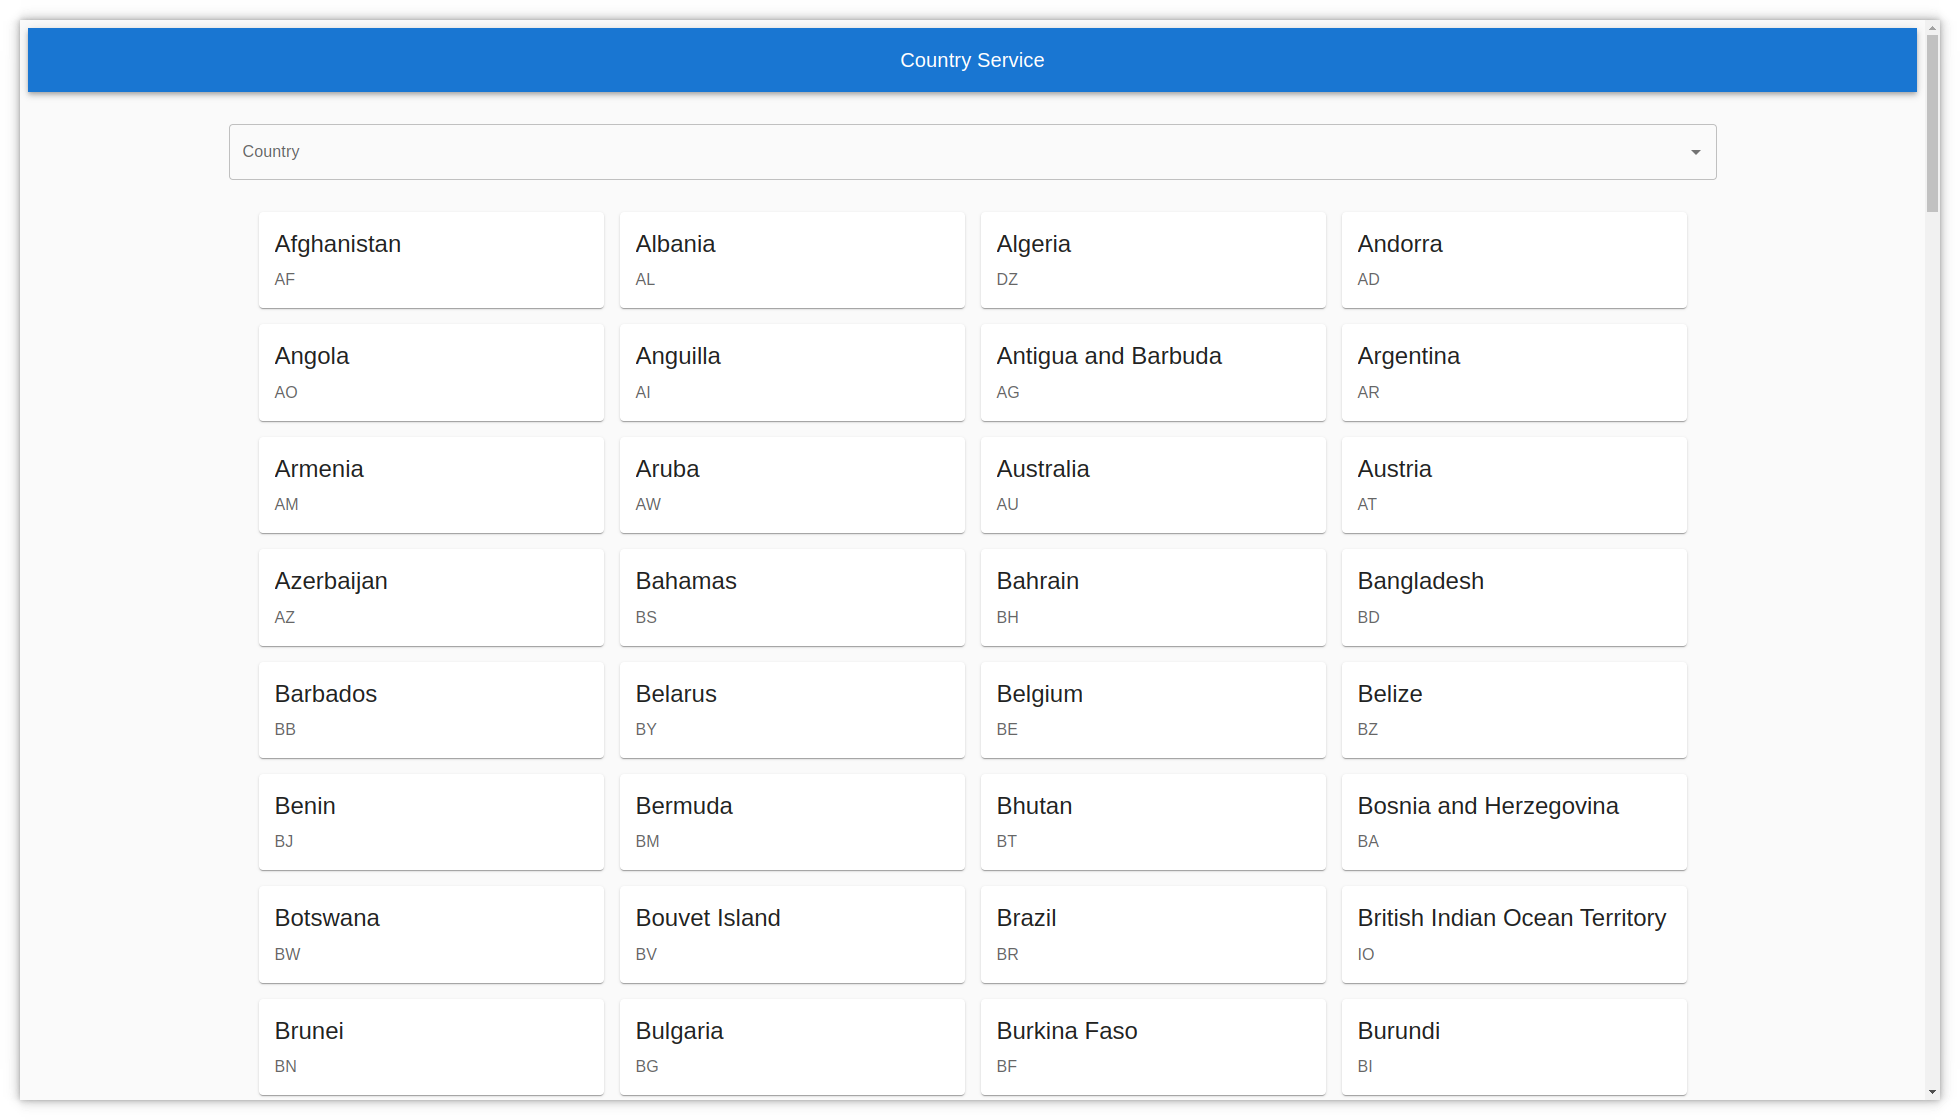 Country Service
Country
Afghanistan
AF
Albania
AL
Algeria
DZ
Andorra
AD
Angola
AO
Anguilla
AI
Antigua and Barbuda
AG
Argentina
AR
Armenia
AM
Aruba
AW
Australia
AU
Austria
AT
Azerbaijan
AZ
Bahamas
BS
Bahrain
BH
Bangladesh
BD
Barbados
BB
Belarus
BY
Belgium
BE
Belize
BZ
Benin
BJ
Bermuda
BM
Bhutan
BT
Bosnia and Herzegovina
BA
Botswana
BW
Bouvet Island
BV
Brazil
BR
British Indian Ocean Territory
IO
Brunei
BN
Bulgaria
BG
Burkina Faso
BF
Burundi
BI